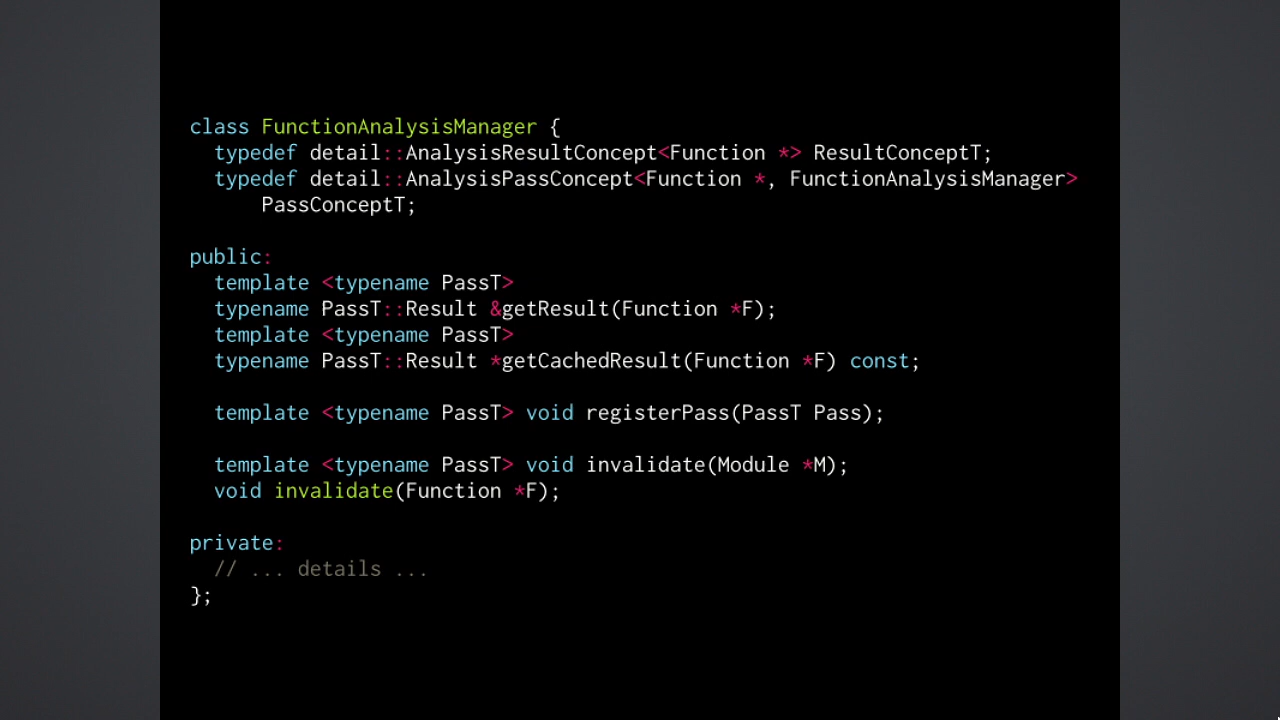 class FunctionAnalysisManager {
  typedef detail::AnalysisResultConcept<Function *> ResultConceptT;
  typedef detail::AnalysisPassConcept<Function *, FunctionAnalysisManager>
      PassConceptT;

public:
  template <typename PassT>
  typename PassT::Result &getResult(Function *F);
  template <typename PassT>
  typename PassT::Result *getCachedResult(Function *F) const;

  template <typename PassT> void registerPass(PassT Pass);

  template <typename PassT> void invalidate(Module *M);
  void invalidate(Function *F);

private:
  // ... details ...
};